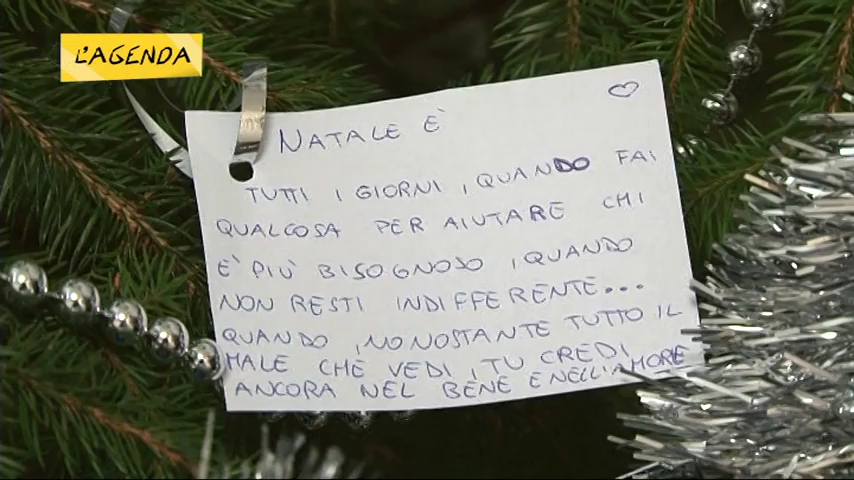 L'AGENDA
NATALE È
TUTTI I GIORNI, QUANDO FAI
QUALCOSA PER AIUTARE CHI
È PIÙ BISOGNOSO, QUANDO
NON RESTI INDIFFERENTE...
QUANDO, NONOSTANTE TUTTO IL
MALE CHE VEDI, TU CREDI
ANCORA NEL BENE E NELL'AMORE